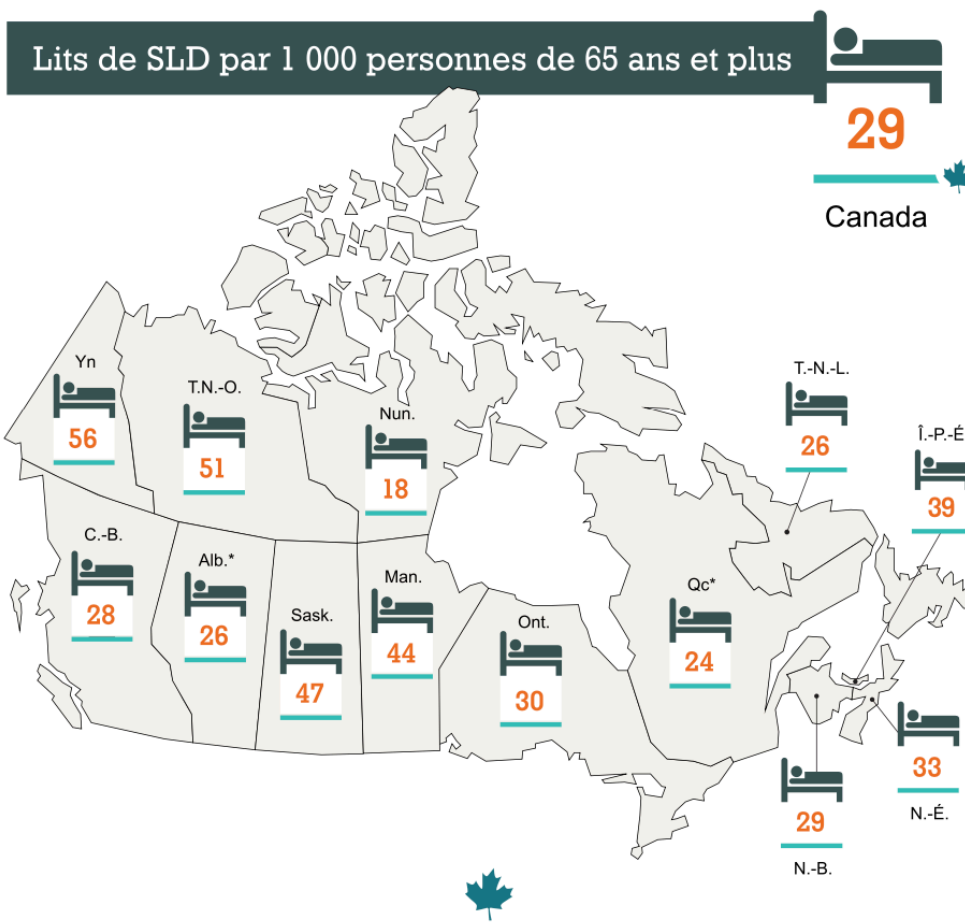 Lits de SLD par 1 000 personnes de 65 ans et plus
29
Canada
Yn
56
T.N.-O.
51
Nun.
18
T.-N.-L.
26
Î.-P.-É
39
C.-B.
28
Alb.*
26
Sask.
47
Man.
44
Ont.
30
Qc*
24
33
N.-É.
29
N.-B.